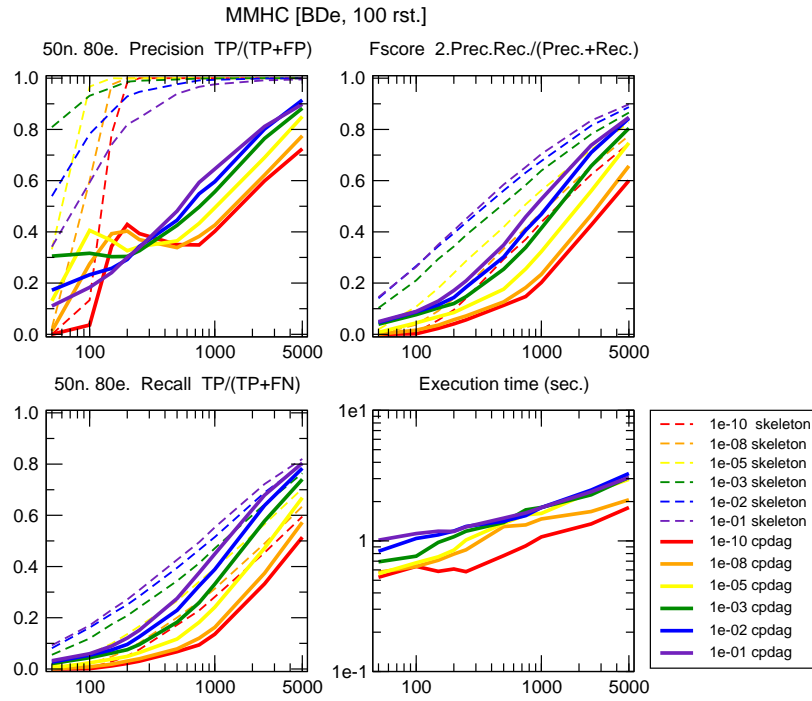 MMHC [BDe, 100 rst.]
50n. 80e. Precision TP/(TP+FP)
Fscore 2.Prec.Rec./(Prec.+Rec.)
1.0
0.8
0.6
0.4
0.2
0.0
100
1000
5000
1.0
0.8
0.6
0.4
0.2
0.0
100
1000
5000
50n. 80e. Recall TP/(TP+FN)
Execution time (sec.)
1.0
0.8
0.6
0.4
0.2
0.0
100
1000
5000
1e1
1
1e-1
100
1000
5000
1e-10 skeleton
1e-08 skeleton
1e-05 skeleton
1e-03 skeleton
1e-02 skeleton
1e-01 skeleton
1e-10 cpdag
1e-08 cpdag
1e-05 cpdag
1e-03 cpdag
1e-02 cpdag
1e-01 cpdag